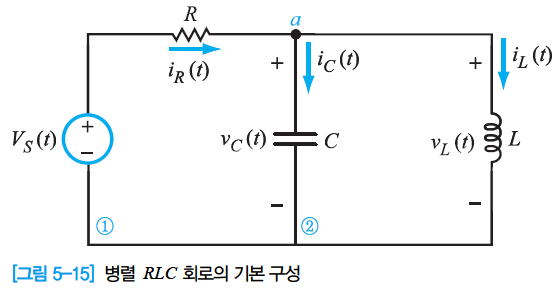 R
a
i_R(t)
+
i_C(t)
+
i_L(t)
V_S(t)
+
−
v_C(t)
C
v_L(t)
L
−
−
①
②
[그림 5-15] 병렬 RLC 회로의 기본 구성